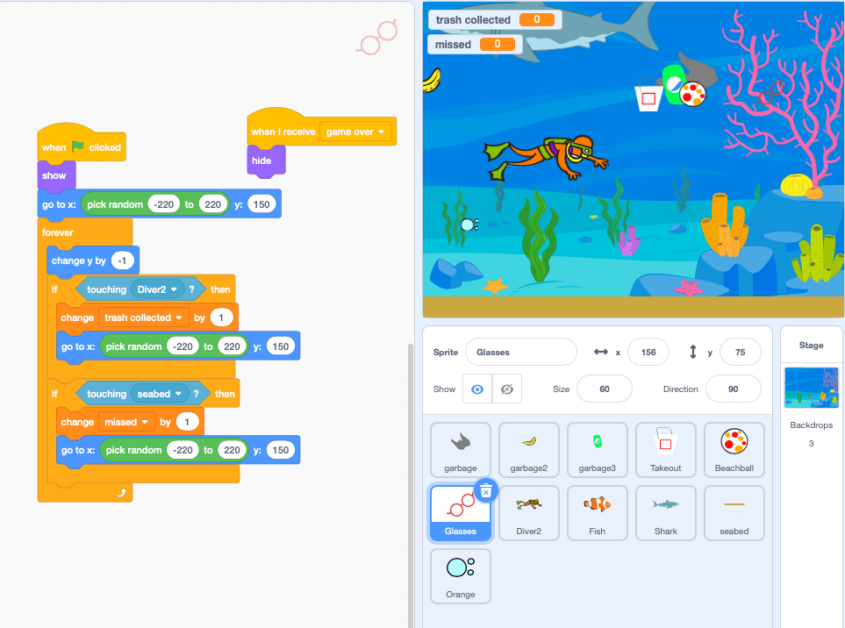 when clicked
show
go to x: pick random -220 to 220 y: 150
forever
change y by -1
if touching Diver2 ? then
change trash collected by 1
go to x: pick random -220 to 220 y: 150
if touching seabed ? then
change missed by 1
go to x: pick random -220 to 220 y: 150
when I receive game over
hide
trash collected 0
missed 0
Sprite Glasses x 156 y 75
Show Size 60 Direction 90
garbage garbage2 garbage3 Takeout Beachball
Glasses Diver2 Fish Shark seabed
Orange
Stage
Backdrops
3